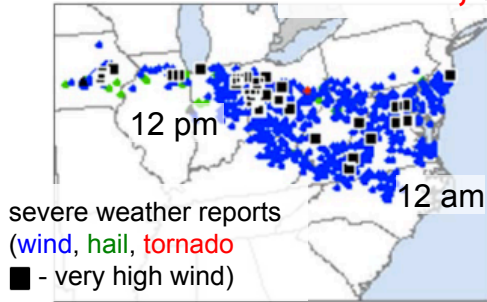 12 pm
12 am
severe weather reports
(wind, hail, tornado
■ - very high wind)